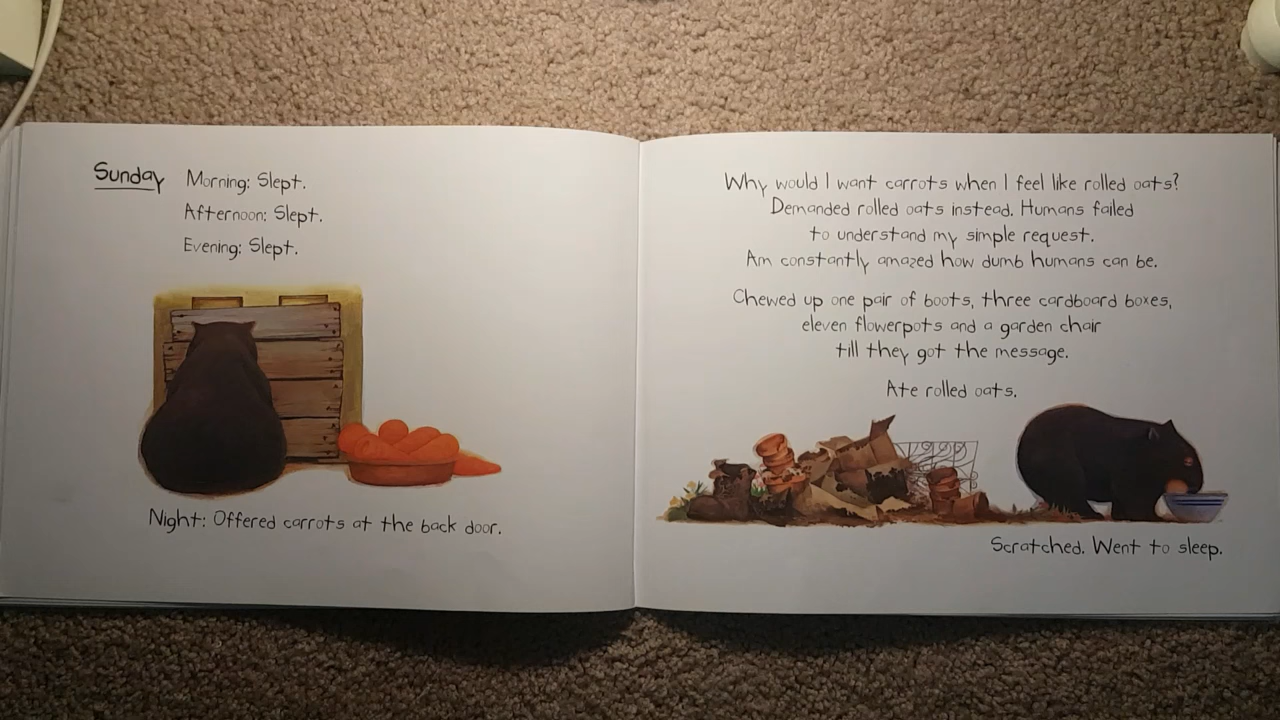 Sunday Morning: Slept.
Afternoon: Slept.
Evening: Slept.
Night: Offered carrots at the back door.
Why would I want carrots when I feel like rolled oats?
Demanded rolled oats instead. Humans failed
to understand my simple request.
Am constantly amazed how dumb humans can be.
Chewed up one pair of boots, three cardboard boxes,
eleven flowerpots and a garden chair
till they got the message.
Ate rolled oats.
Scratched. Went to sleep.